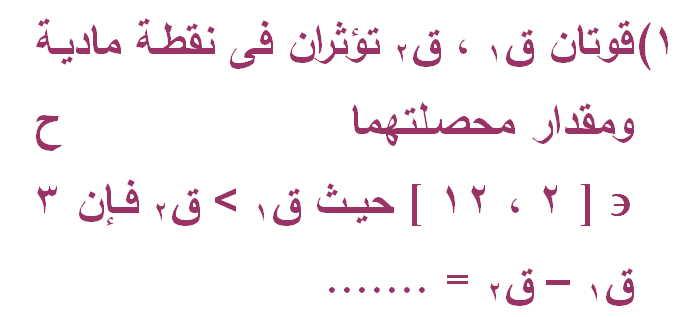 ١)قوتان ق١ ، ق٢ تؤثران فى نقطة مادية
ومقدار محصلتهما ح
∈ [ ٢ ، ١٢ ] حيث ق١ > ق٢ فإن ٣
ق١ – ق٢ = .......